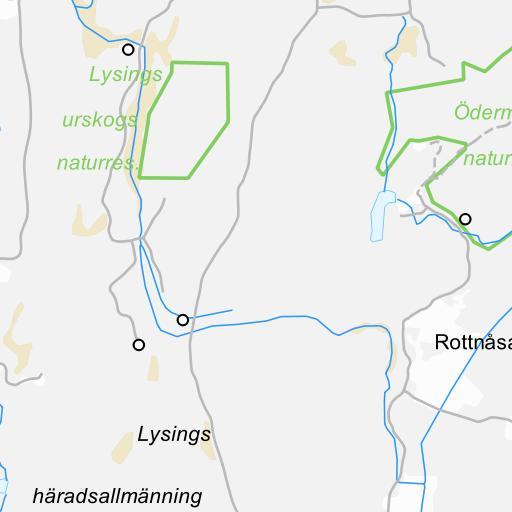 Lysings
urskogs
naturres.
Öderm
natur
Rottnåsa
Lysings
häradsallmänning